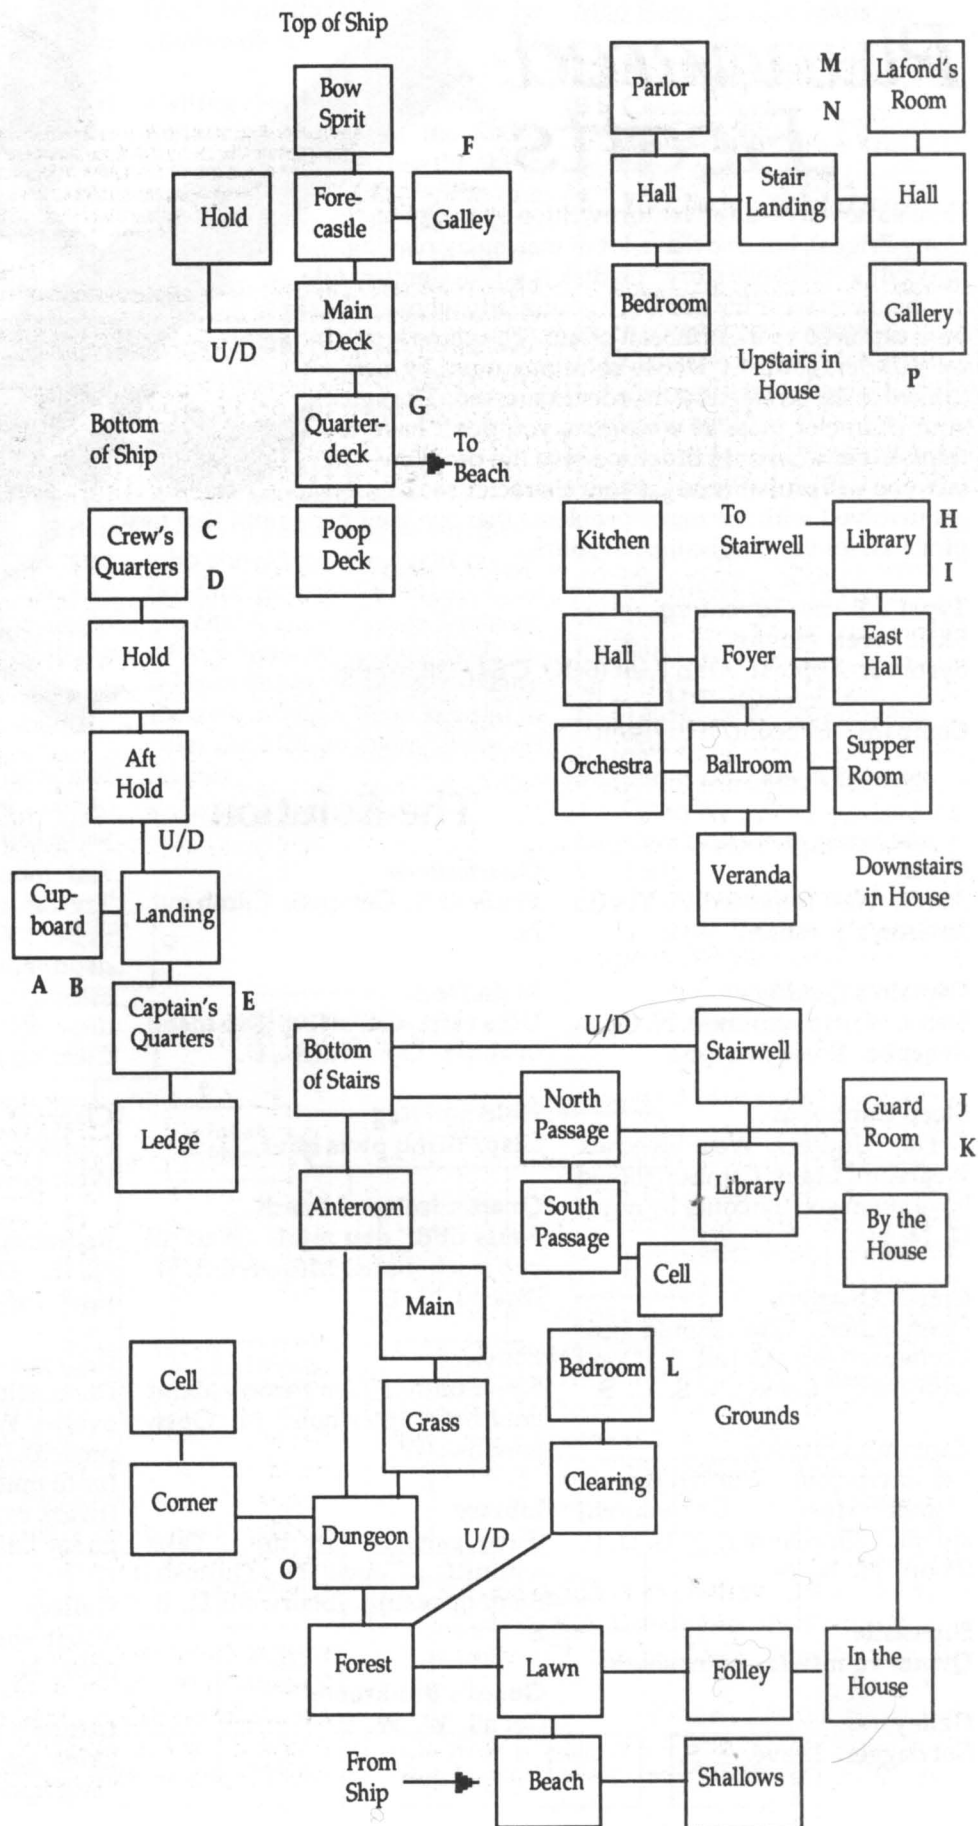 Top of Ship
Bow
Sprit
F
Hold
Fore-
castle
Galley
Main
Deck
U/D
G
Quarter-
deck
To
Beach
Poop
Deck
Bottom
of Ship
Crew's
Quarters
C
D
Hold
Aft
Hold
U/D
Cup-
board
Landing
A
B
Captain's
Quarters
E
Ledge
Parlor
M
N
Lafond's
Room
Hall
Stair
Landing
Hall
Bedroom
Gallery
Upstairs in
House
P
Kitchen
To
Stairwell
Library
H
I
Hall
Foyer
East
Hall
Orchestra
Ballroom
Supper
Room
Veranda
Downstairs
in House
Bottom
of Stairs
U/D
Stairwell
North
Passage
Guard
Room
J
K
Anteroom
South
Passage
Library
By the
House
Cell
Main
Cell
Bedroom
L
Grass
Grounds
Corner
Clearing
Dungeon
U/D
O
Forest
Lawn
Folley
In the
House
From
Ship
Beach
Shallows